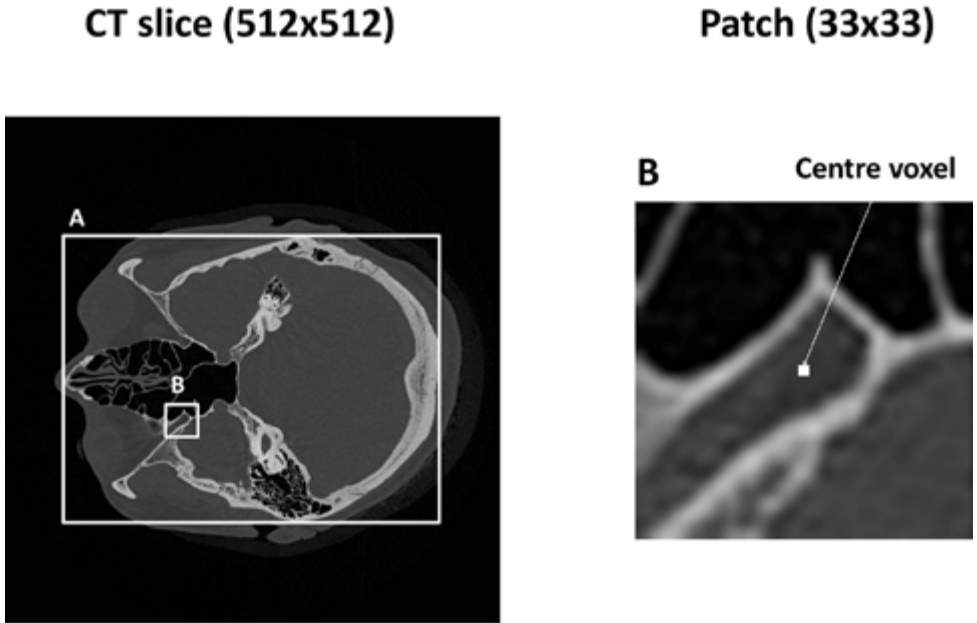 CT slice (512x512)
Patch (33x33)
A
B
B
Centre voxel